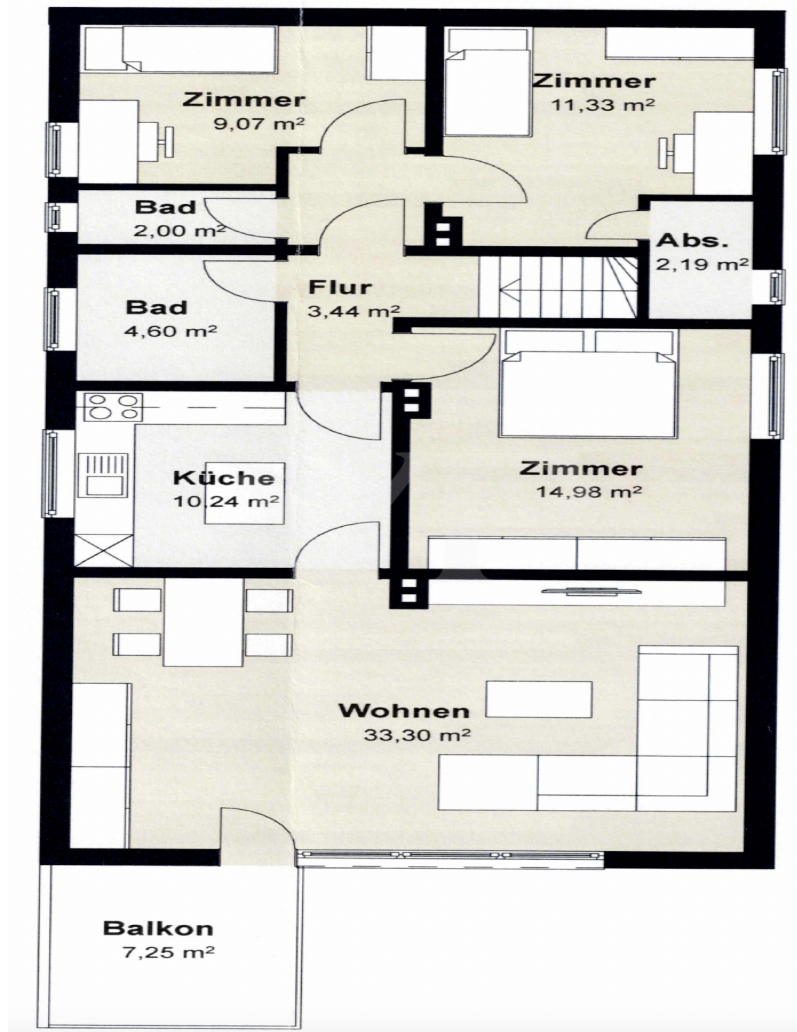 Zimmer
9,07 m²
Zimmer
11,33 m²
Bad
2,00 m²
Abs.
2,19 m²
Flur
3,44 m²
Bad
4,60 m²
Küche
10,24 m²
Zimmer
14,98 m²
Wohnen
33,30 m²
Balkon
7,25 m²